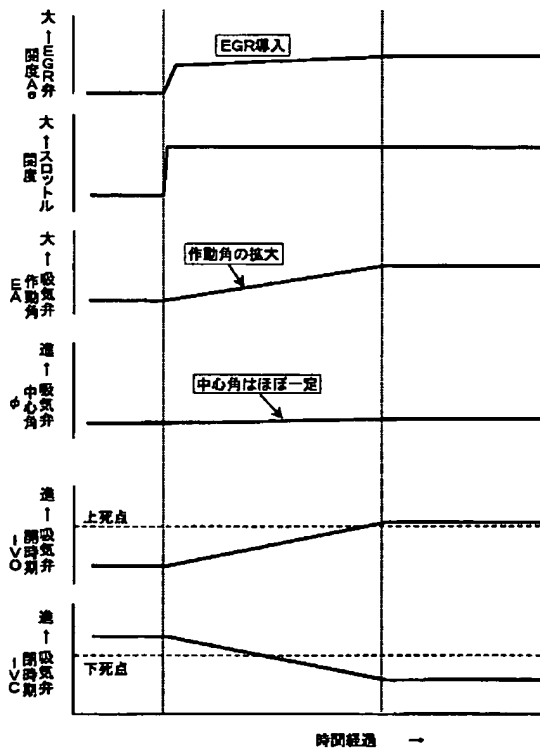 大
↑
EGR弁
開度Ae
EGR導入
大
↑
スロットル
開度
大
↑
吸気弁
作動角
EA
作動角の拡大
進
↑
吸気弁
中心角
φ
中心角はほぼ一定
進
↑
吸気弁
開時期
IVO
上死点
進
↑
吸気弁
閉時期
IVC
下死点
時間経過 →